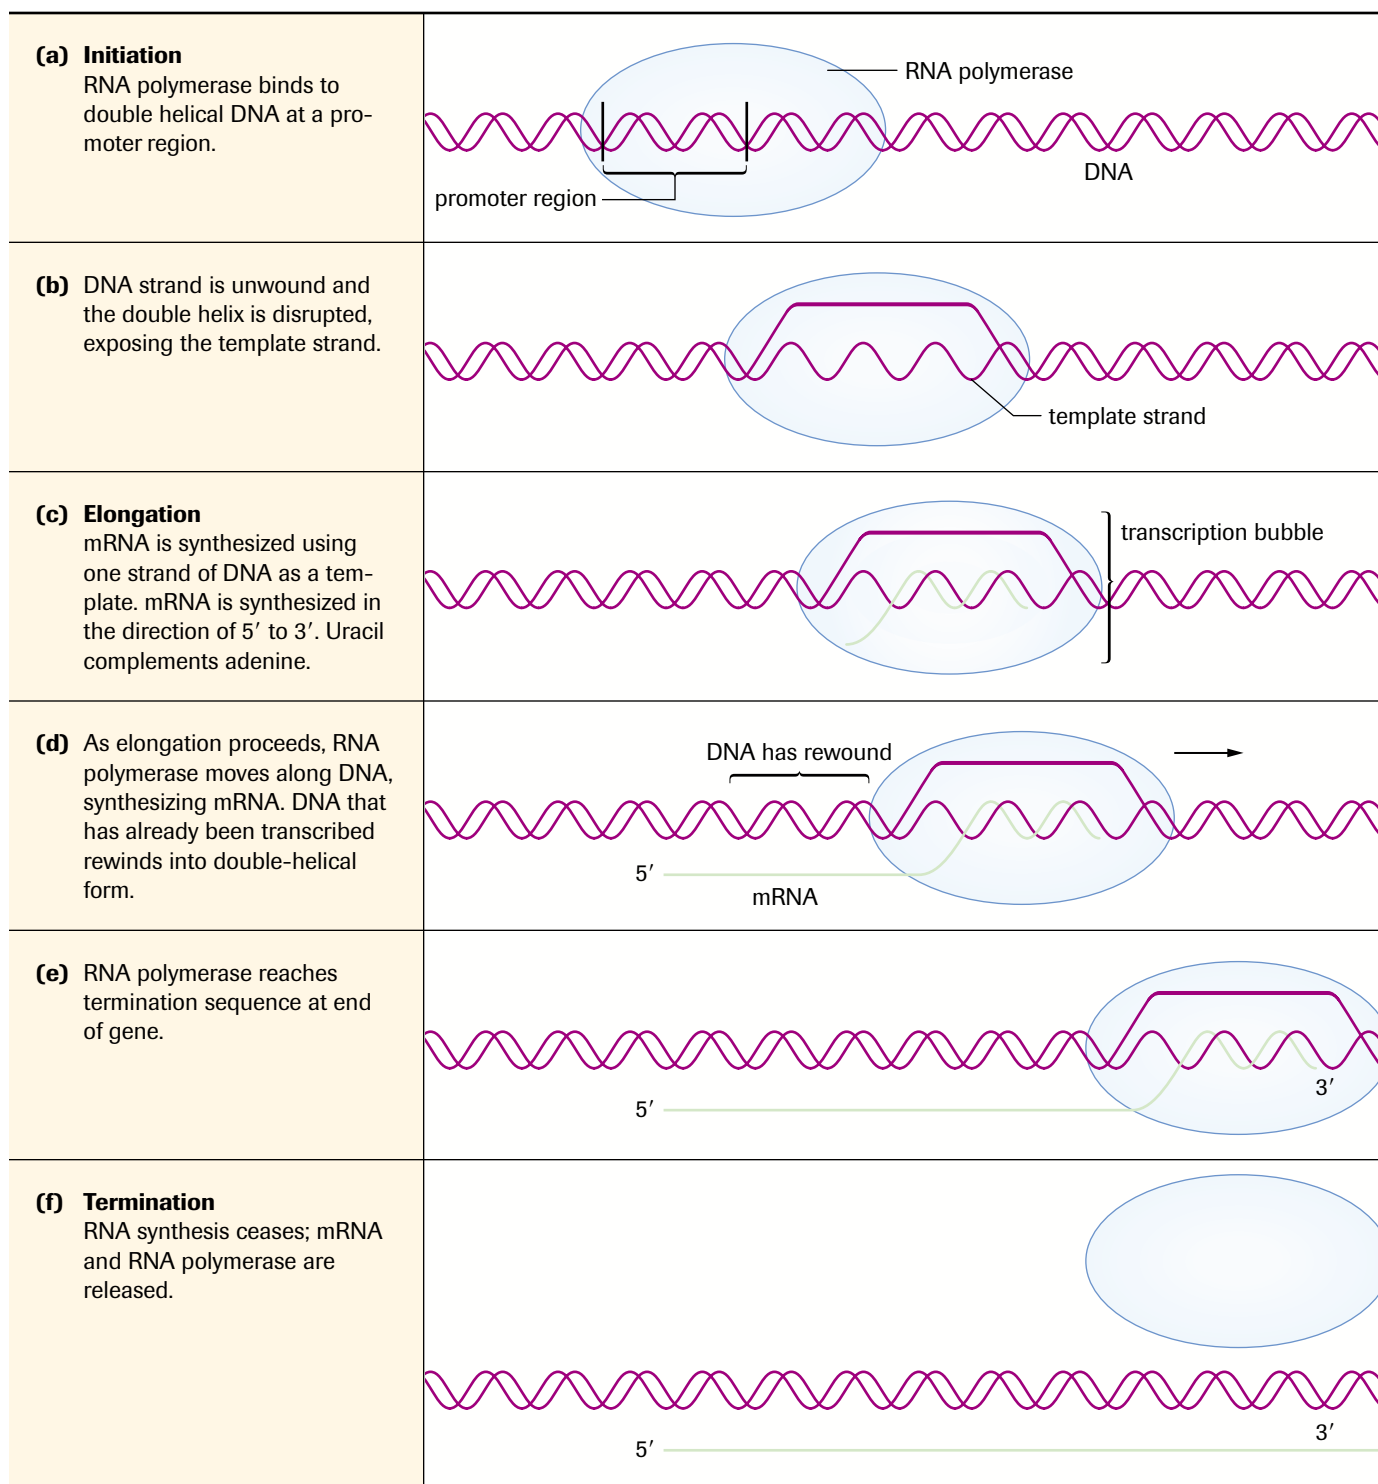 (a) Initiation
RNA polymerase binds to
double helical DNA at a pro-
moter region.
RNA polymerase
DNA
promoter region
(b) DNA strand is unwound and
the double helix is disrupted,
exposing the template strand.
template strand
(c) Elongation
mRNA is synthesized using
one strand of DNA as a tem-
plate. mRNA is synthesized in
the direction of 5′ to 3′. Uracil
complements adenine.
transcription bubble
(d) As elongation proceeds, RNA
polymerase moves along DNA,
synthesizing mRNA. DNA that
has already been transcribed
rewinds into double-helical
form.
DNA has rewound
5′
mRNA
(e) RNA polymerase reaches
termination sequence at end
of gene.
3′
5′
(f) Termination
RNA synthesis ceases; mRNA
and RNA polymerase are
released.
3′
5′